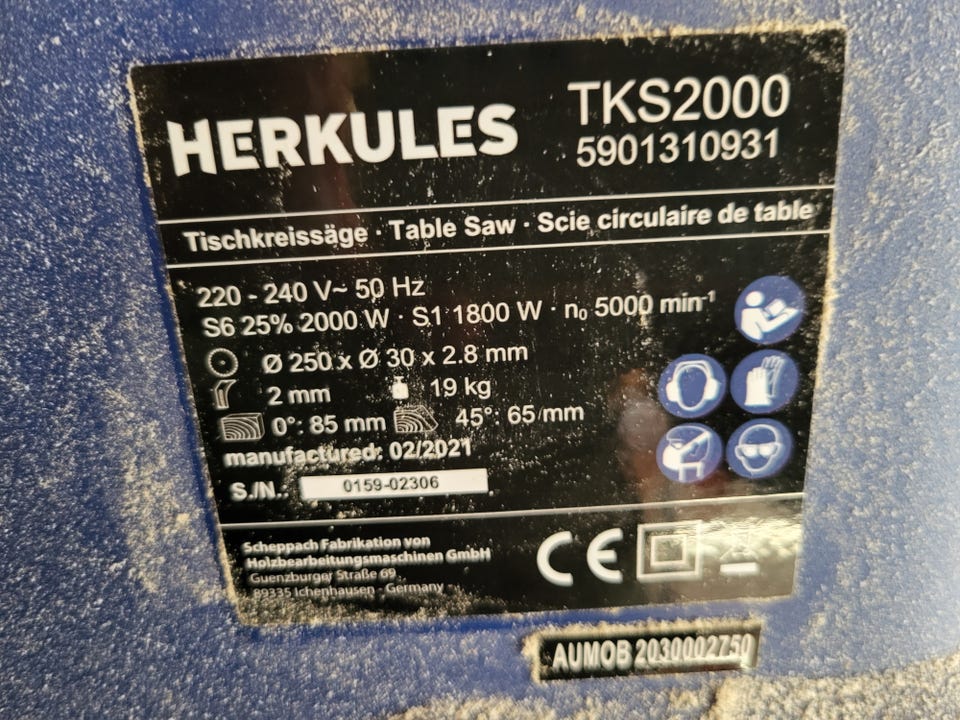 HERKULES
TKS2000
5901310931
Tischkreissäge · Table Saw · Scie circulaire de table
220 - 240 V~ 50 Hz
S6 25% 2000 W · S1 1800 W · n₀ 5000 min⁻¹
Ø 250 x Ø 30 x 2.8 mm
2 mm 19 kg
0°: 85 mm 45°: 65 mm
manufactured: 02/2021
S./N.: 0159-02306
Scheppach Fabrikation von
Holzbearbeitungsmaschinen GmbH
Guenzburger Straße 69
89335 Ichenhausen - Germany
CE
AUMOB 2030002750